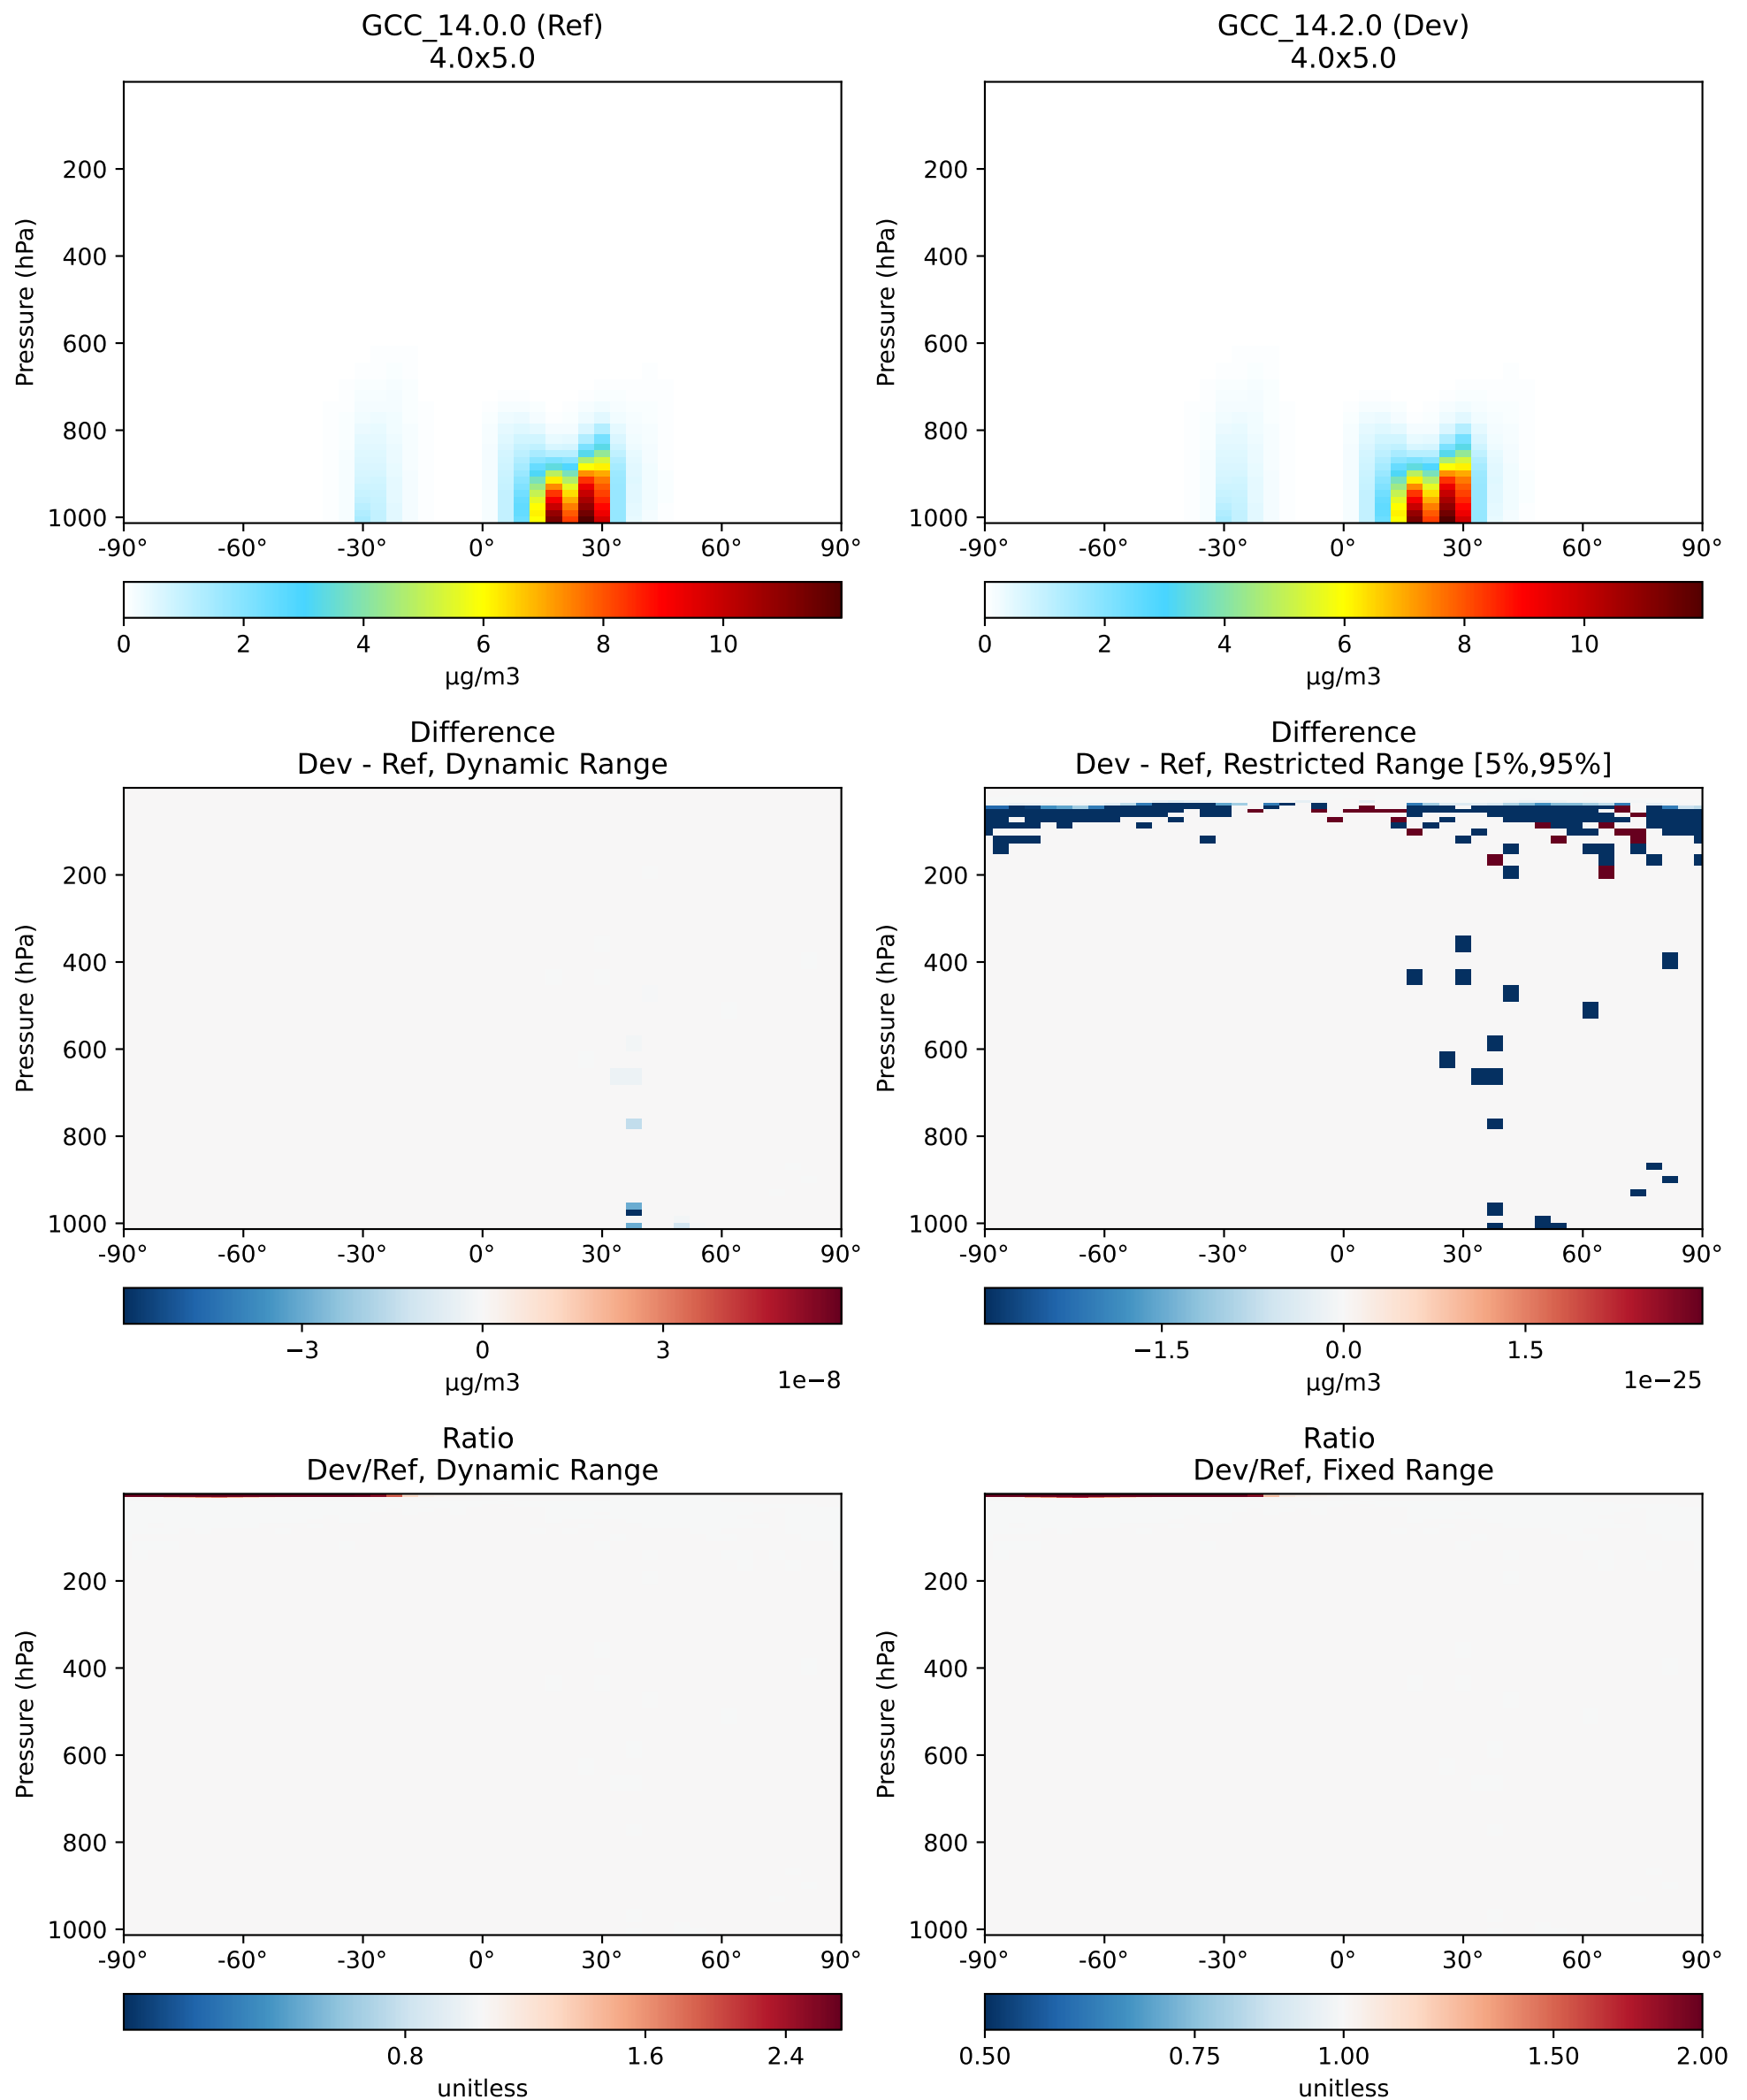 GCC_14.0.0 (Ref)
4.0x5.0
Pressure (hPa)
200
400
600
800
1000
-90° -60° -30° 0° 30° 60° 90°
0 2 4 6 8 10
µg/m3
GCC_14.2.0 (Dev)
4.0x5.0
Pressure (hPa)
200
400
600
800
1000
-90° -60° -30° 0° 30° 60° 90°
0 2 4 6 8 10
µg/m3
Difference
Dev - Ref, Dynamic Range
Pressure (hPa)
200
400
600
800
1000
-90° -60° -30° 0° 30° 60° 90°
−3 0 3
µg/m3 1e−8
Difference
Dev - Ref, Restricted Range [5%,95%]
Pressure (hPa)
200
400
600
800
1000
-90° -60° -30° 0° 30° 60° 90°
−1.5 0.0 1.5
µg/m3 1e−25
Ratio
Dev/Ref, Dynamic Range
Pressure (hPa)
200
400
600
800
1000
-90° -60° -30° 0° 30° 60° 90°
0.8 1.6 2.4
unitless
Ratio
Dev/Ref, Fixed Range
Pressure (hPa)
200
400
600
800
1000
-90° -60° -30° 0° 30° 60° 90°
0.50 0.75 1.00 1.50 2.00
unitless